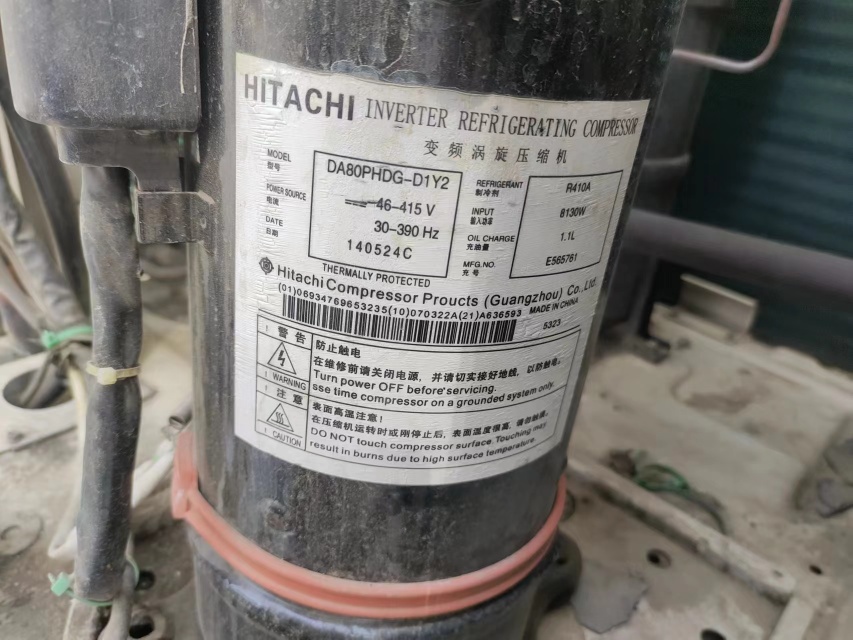 HITACHI INVERTER REFRIGERATING COMPRESSOR
变频涡旋压缩机
MODEL 型号 DA80PHDG-D1Y2
POWER SOURCE 电流 46-415 V
30-390 Hz
DATE 日期 140524C
REFRIGERANT 制冷剂 R410A
INPUT 输入功率 8130W
OIL CHARGE 充油量 1.1L
MFG.NO. 充号 E565761
THERMALLY PROTECTED
Hitachi Compressor Proucts (Guangzhou) Co., Ltd.
(01)06934769653235(10)070322A(21)A636593 MADE IN CHINA
5323
! 警告
! WARNING
防止触电
在维修前请关闭电源，并请切实接好地线，以防触电。
Turn power OFF before servicing.
sse time compressor on a grounded system only.
! 注意
! CAUTION
表面高温注意!
在压缩机运转时或刚停止后，表面温度很高，请勿触碰。
DO NOT touch compressor surface. Touching may
result in burns due to high surface temperature.